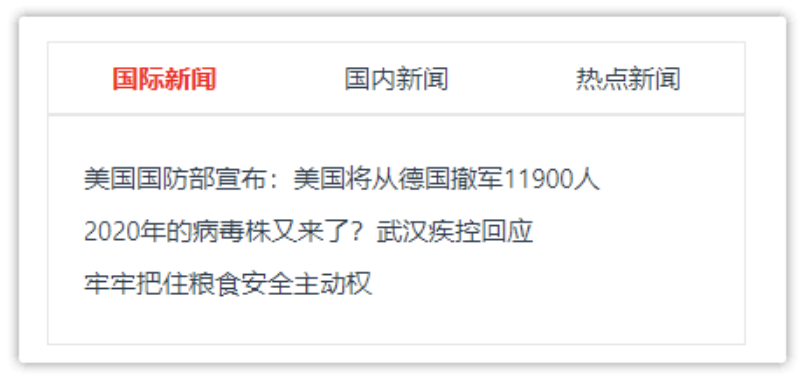 国际新闻 国内新闻 热点新闻
美国国防部宣布：美国将从德国撤军11900人
2020年的病毒株又来了？武汉疾控回应
牢牢把住粮食安全主动权